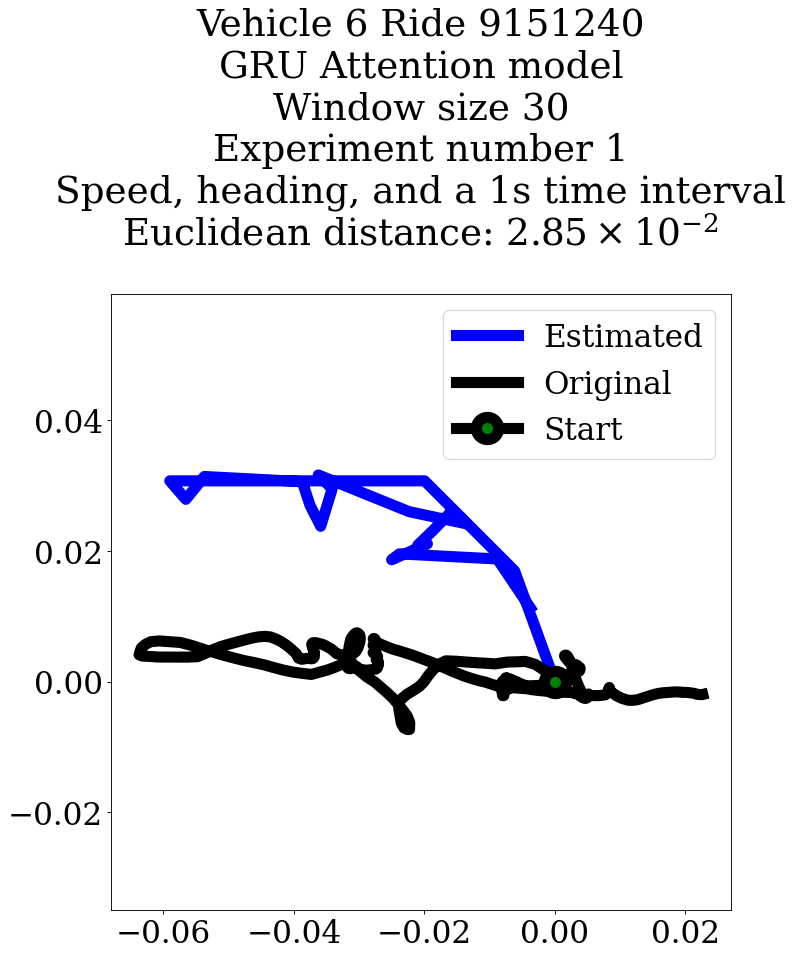 Vehicle 6 Ride 9151240
GRU Attention model
Window size 30
Experiment number 1
Speed, heading, and a 1s time interval
Euclidean distance: 2.85 × 10⁻²
Estimated
Original
Start
0.04
0.02
0.00
−0.02
−0.06 −0.04 −0.02 0.00 0.02